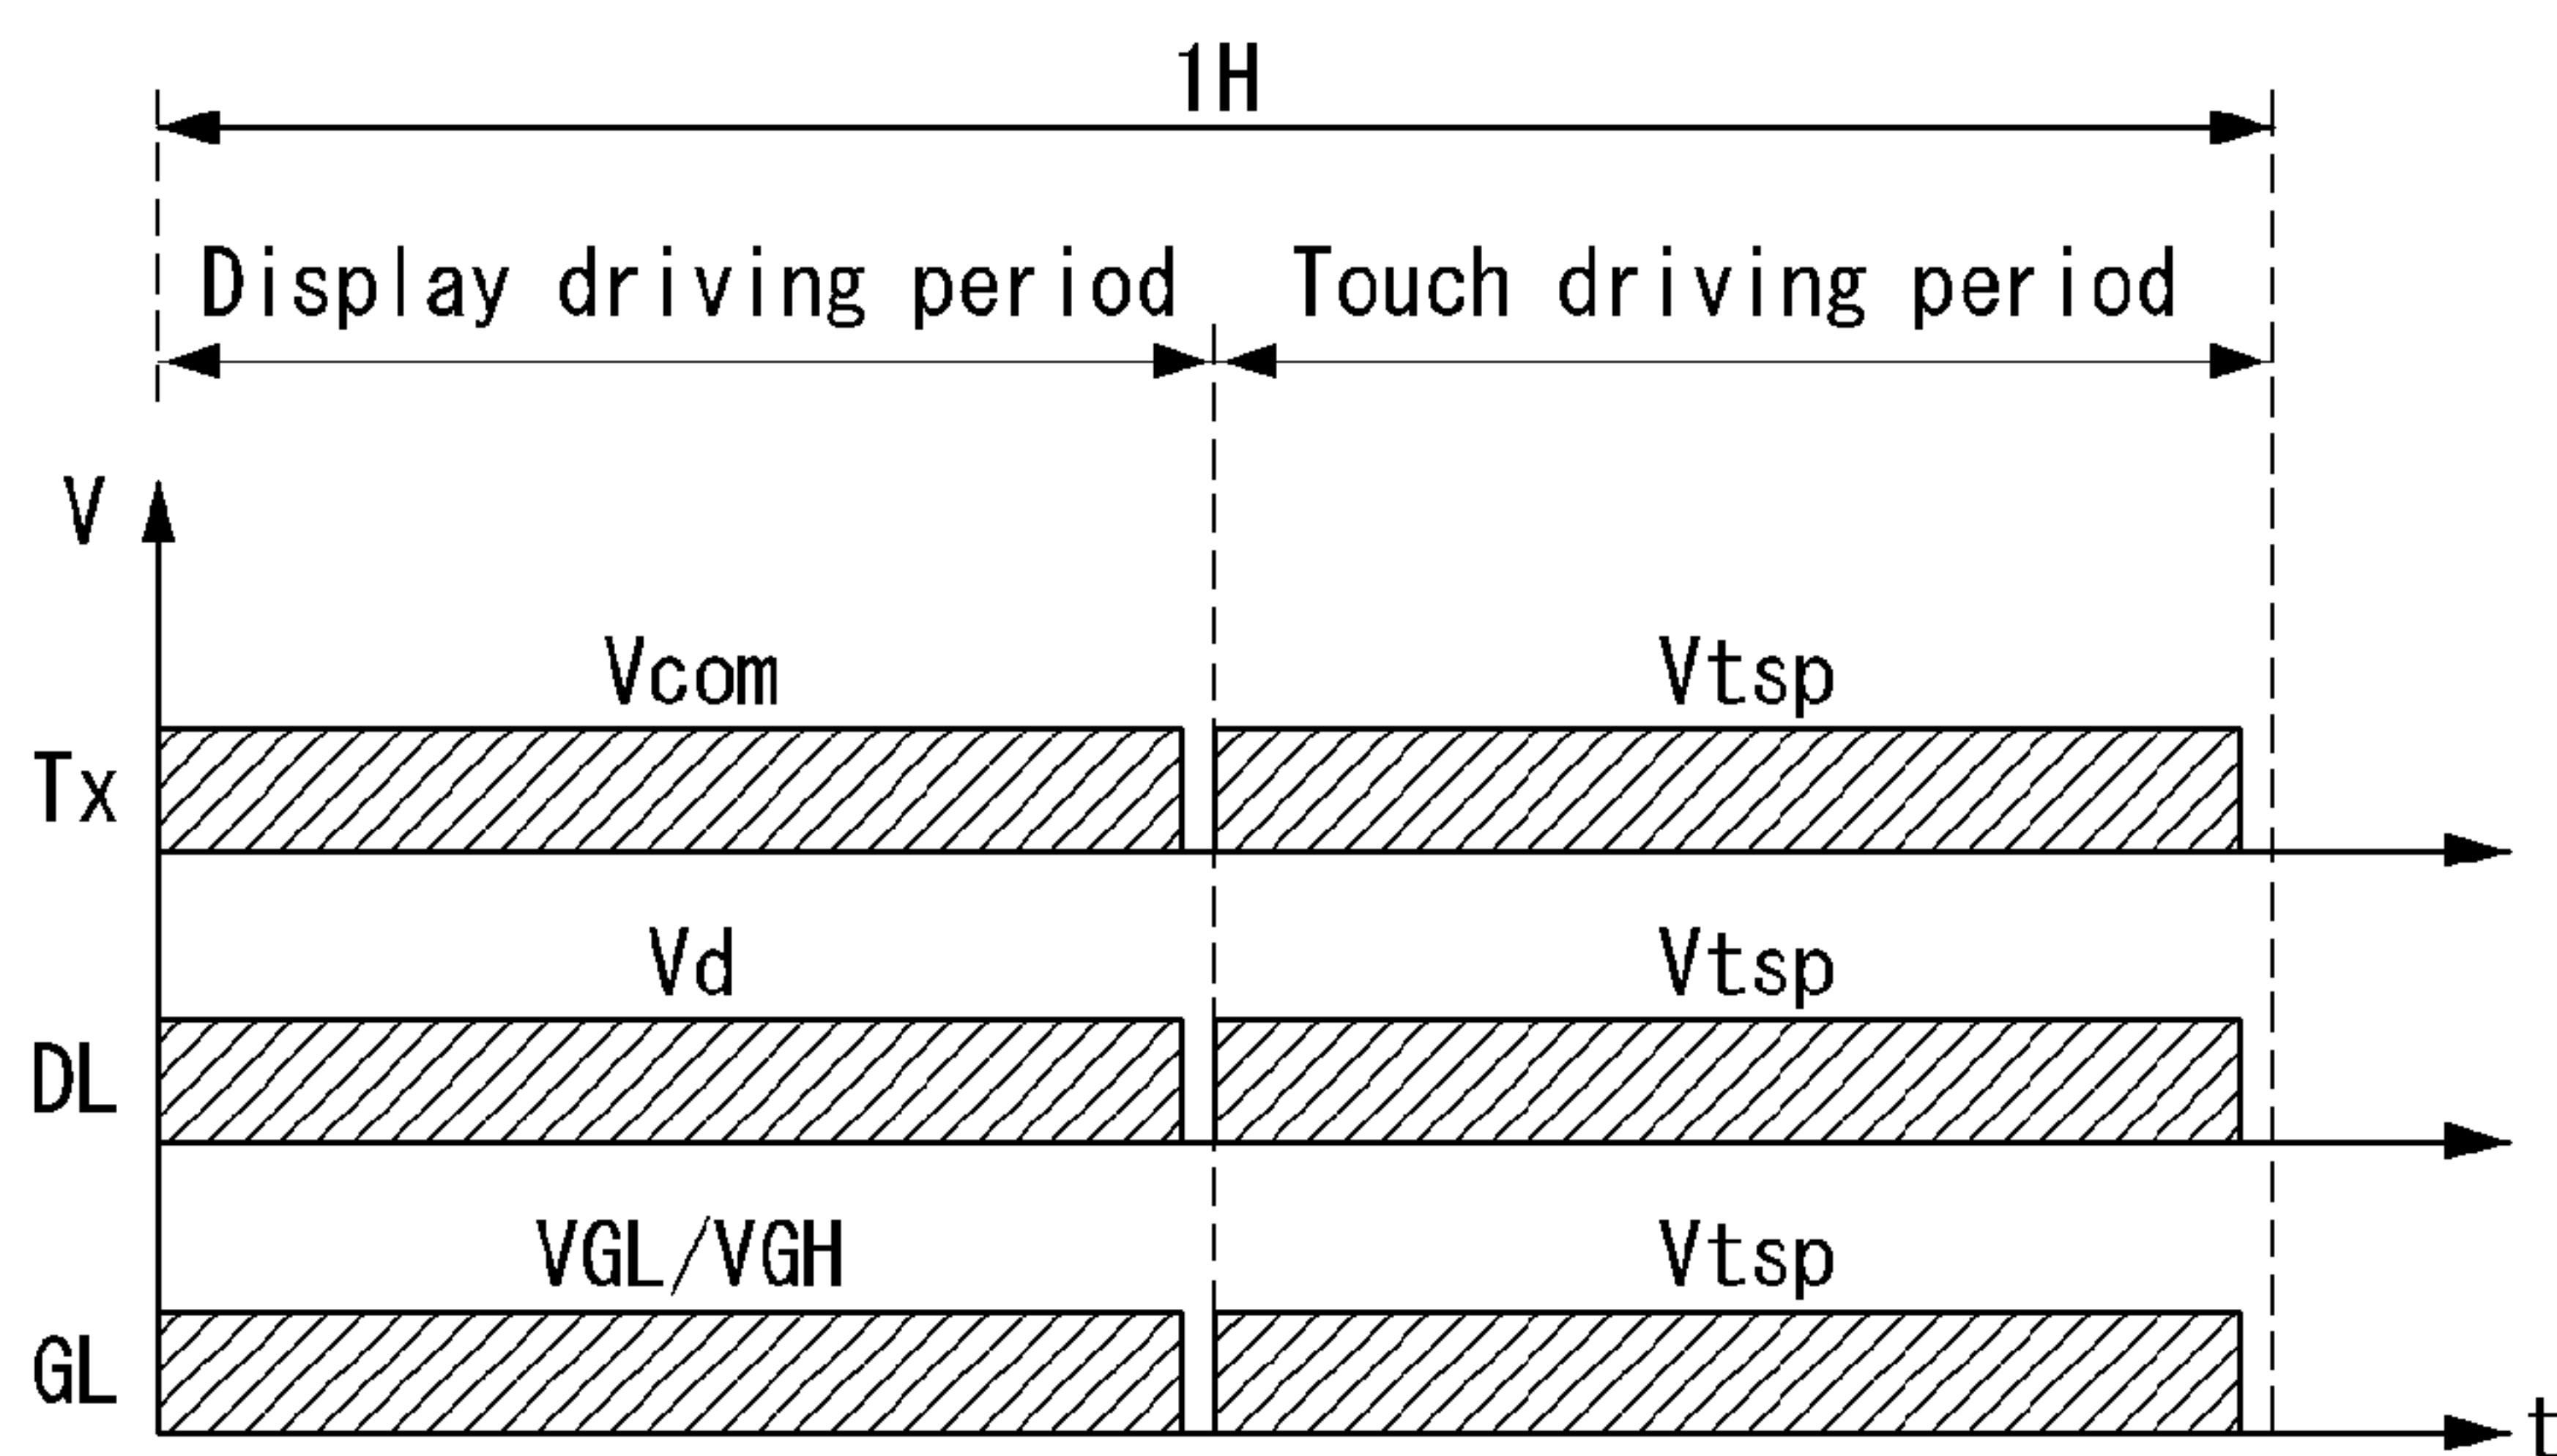 1H
Display driving period Touch driving period
V
Vcom Vtsp
Tx
Vd Vtsp
DL
VGL/VGH Vtsp
GL
t